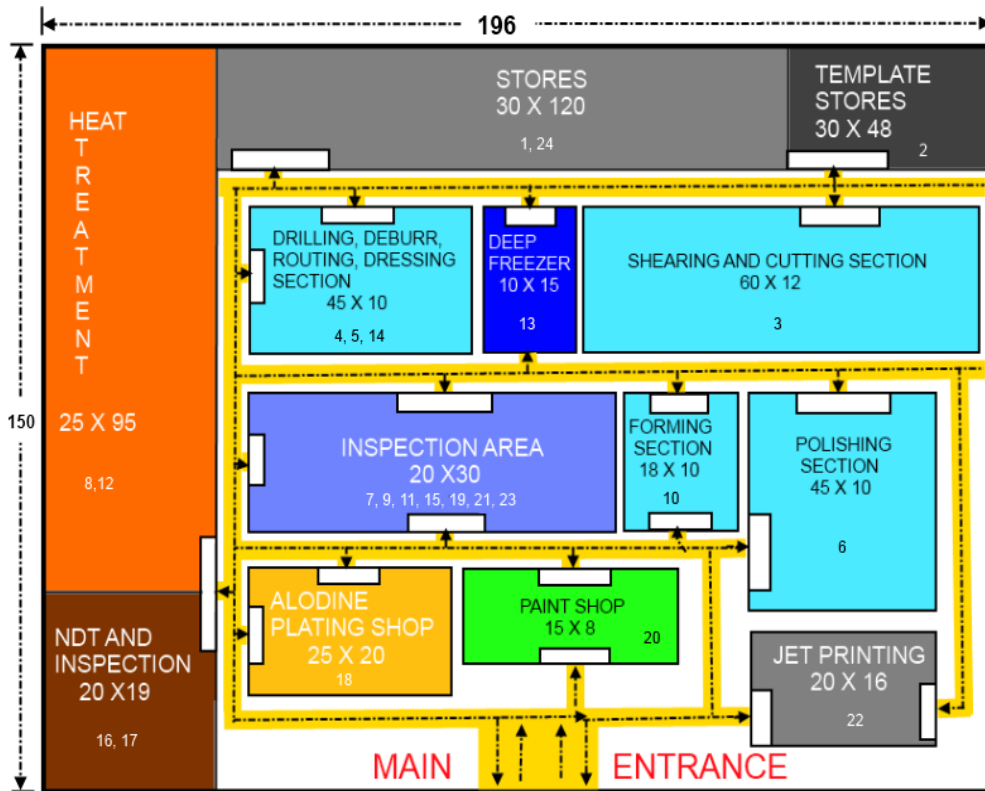 196
150
HEAT
TREATMENT
25 X 95
8,12
STORES
30 X 120
1, 24
TEMPLATE
STORES
30 X 48
2
DRILLING, DEBURR,
ROUTING, DRESSING
SECTION
45 X 10
4, 5, 14
DEEP
FREEZER
10 X 15
13
SHEARING AND CUTTING SECTION
60 X 12
3
INSPECTION AREA
20 X30
7, 9, 11, 15, 19, 21, 23
FORMING
SECTION
18 X 10
10
POLISHING
SECTION
45 X 10
6
NDT AND
INSPECTION
20 X19
16, 17
ALODINE
PLATING SHOP
25 X 20
18
PAINT SHOP
15 X 8
20
JET PRINTING
20 X 16
22
MAIN ENTRANCE